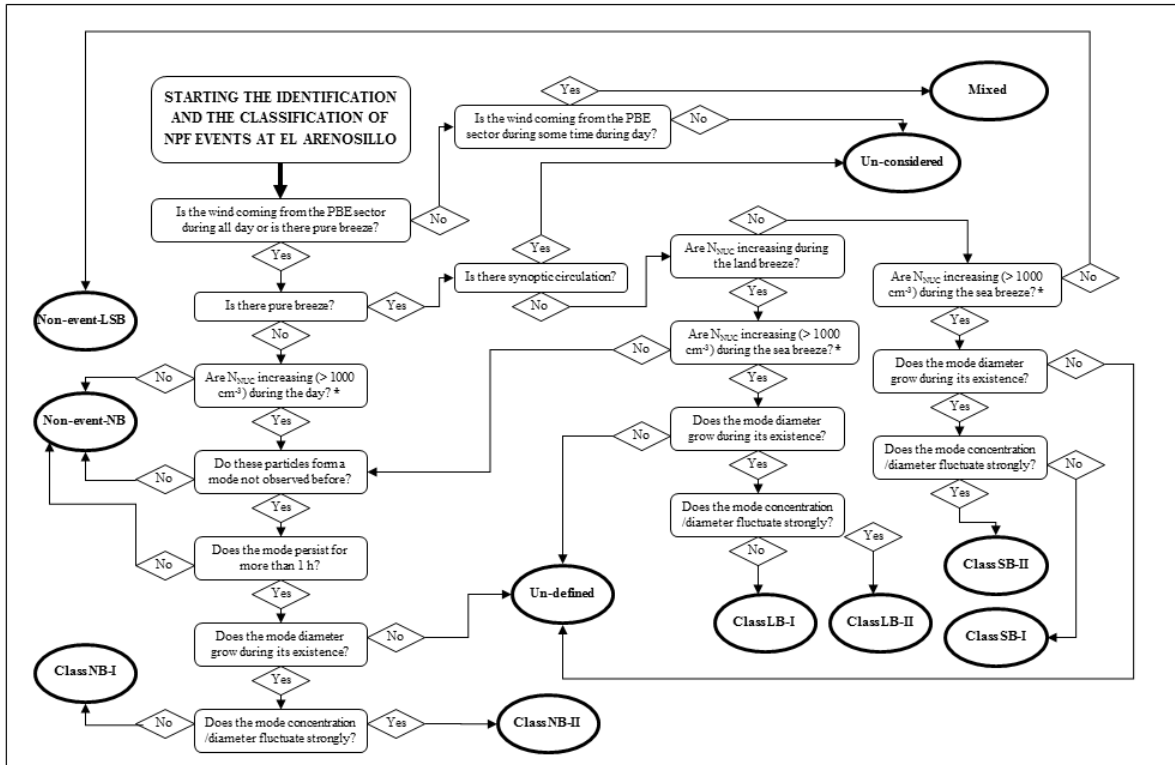 STARTING THE IDENTIFICATION
AND THE CLASSIFICATION OF
NPF EVENTS AT EL ARENOSILLO
Is the wind coming from the PBE sector
during all day or is there pure breeze?
No
Is the wind coming from the PBE
sector during some time during day?
Yes
Mixed
No
Un-considered
Yes
Is there pure breeze?
Yes
Is there synoptic circulation?
Yes
No
Are N_NUC increasing during
the land breeze?
No
Are N_NUC increasing (> 1000
cm⁻³) during the sea breeze? *
No
Non-event-LSB
Yes
Does the mode diameter
grow during its existence?
No
Yes
Does the mode concentration
/diameter fluctuate strongly?
No
Yes
Class SB-II
Class SB-I
Yes
Are N_NUC increasing (> 1000
cm⁻³) during the sea breeze? *
No
Yes
Does the mode diameter
grow during its existence?
No
Yes
Does the mode concentration
/diameter fluctuate strongly?
No
Yes
Class LB-I
Class LB-II
No
Are N_NUC increasing (> 1000
cm⁻³) during the day? *
No
Non-event-NB
Yes
Do these particles form a
mode not observed before?
No
Yes
Does the mode persist for
more than 1 h?
No
Yes
Un-defined
Does the mode diameter
grow during its existence?
No
Yes
Class NB-I
Does the mode concentration
/diameter fluctuate strongly?
No
Yes
Class NB-II